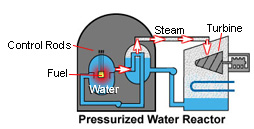 Turbine
Steam
Control Rods
Fuel
Water
Pressurized Water Reactor